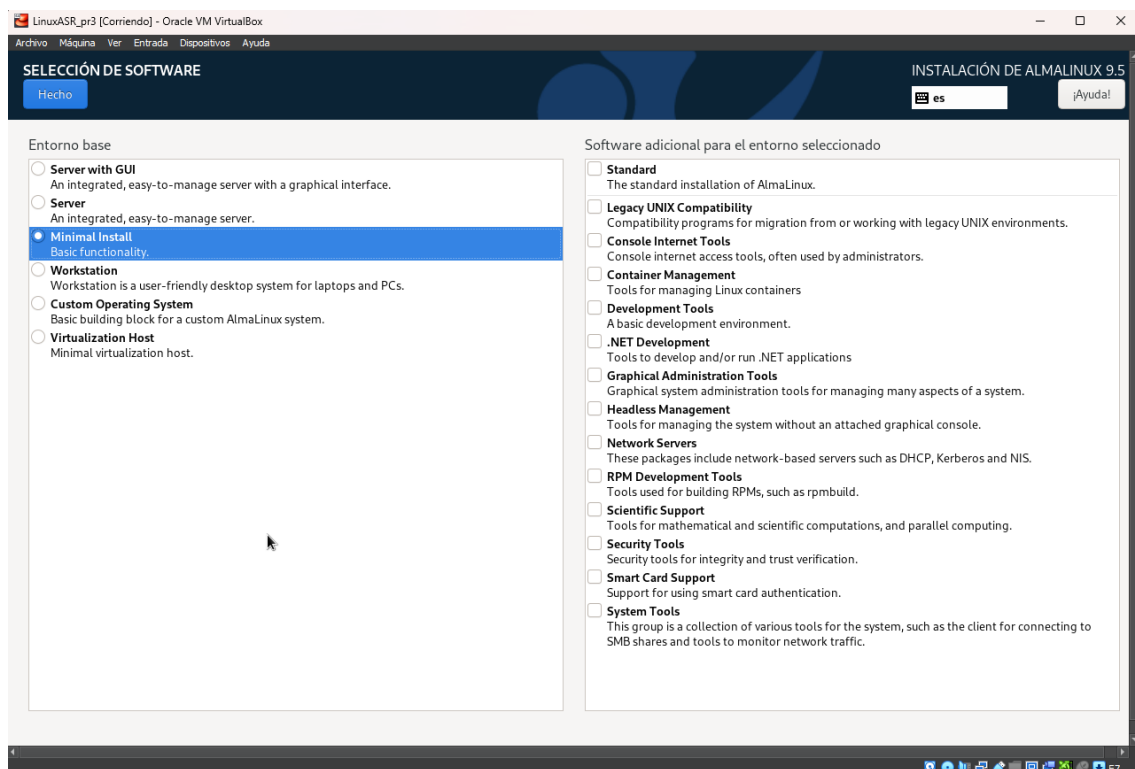 LinuxASR_pr3 [Corriendo] - Oracle VM VirtualBox
Archivo Máquina Ver Entrada Dispositivos Ayuda
SELECCIÓN DE SOFTWARE
INSTALACIÓN DE ALMALINUX 9.5
Hecho
es
¡Ayuda!
Entorno base
Server with GUI
An integrated, easy-to-manage server with a graphical interface.
Server
An integrated, easy-to-manage server.
Minimal Install
Basic functionality.
Workstation
Workstation is a user-friendly desktop system for laptops and PCs.
Custom Operating System
Basic building block for a custom AlmaLinux system.
Virtualization Host
Minimal virtualization host.
Software adicional para el entorno seleccionado
Standard
The standard installation of AlmaLinux.
Legacy UNIX Compatibility
Compatibility programs for migration from or working with legacy UNIX environments.
Console Internet Tools
Console internet access tools, often used by administrators.
Container Management
Tools for managing Linux containers
Development Tools
A basic development environment.
.NET Development
Tools to develop and/or run .NET applications
Graphical Administration Tools
Graphical system administration tools for managing many aspects of a system.
Headless Management
Tools for managing the system without an attached graphical console.
Network Servers
These packages include network-based servers such as DHCP, Kerberos and NIS.
RPM Development Tools
Tools used for building RPMs, such as rpmbuild.
Scientific Support
Tools for mathematical and scientific computations, and parallel computing.
Security Tools
Security tools for integrity and trust verification.
Smart Card Support
Support for using smart card authentication.
System Tools
This group is a collection of various tools for the system, such as the client for connecting to
SMB shares and tools to monitor network traffic.